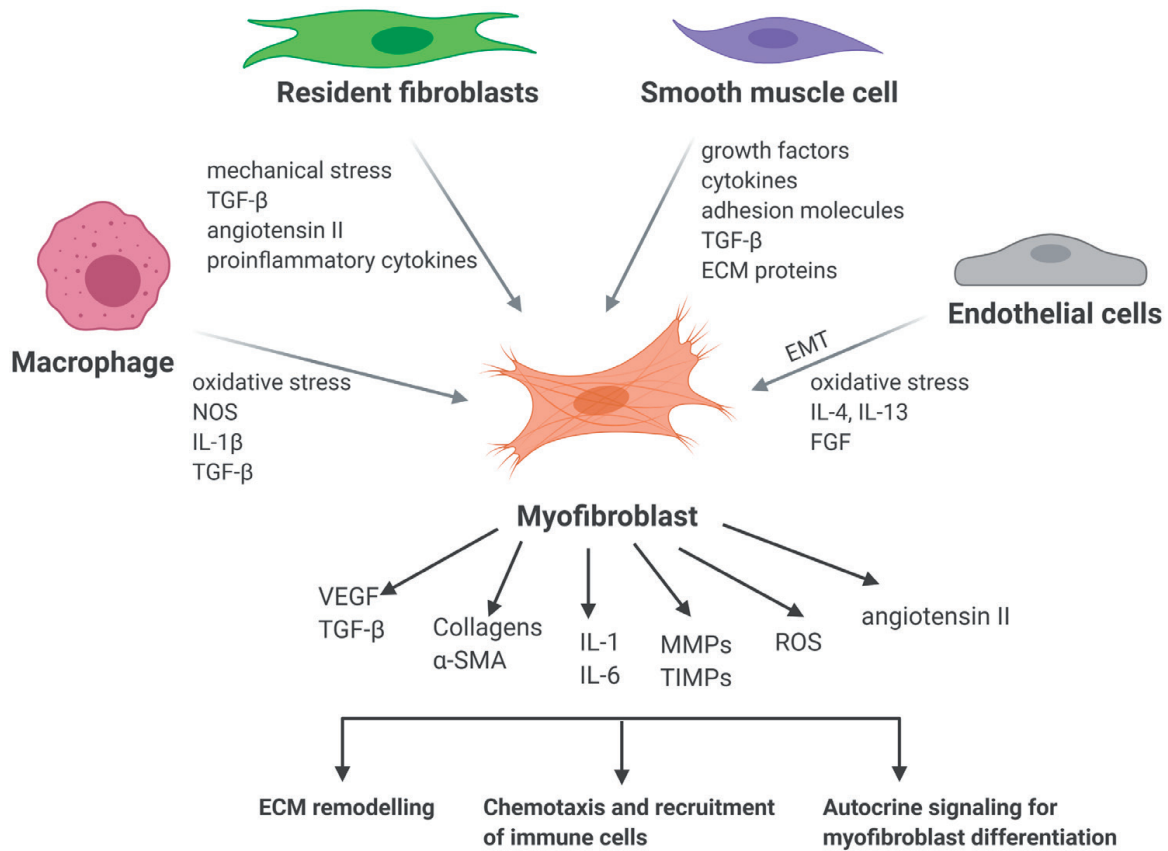 Resident fibroblasts
Smooth muscle cell
mechanical stress
TGF-β
angiotensin II
proinflammatory cytokines
growth factors
cytokines
adhesion molecules
TGF-β
ECM proteins
Macrophage
Endothelial cells
oxidative stress
NOS
IL-1β
TGF-β
EMT
oxidative stress
IL-4, IL-13
FGF
Myofibroblast
VEGF
TGF-β
Collagens
α-SMA
IL-1
IL-6
MMPs
TIMPs
ROS
angiotensin II
ECM remodelling
Chemotaxis and recruitment
of immune cells
Autocrine signaling for
myofibroblast differentiation